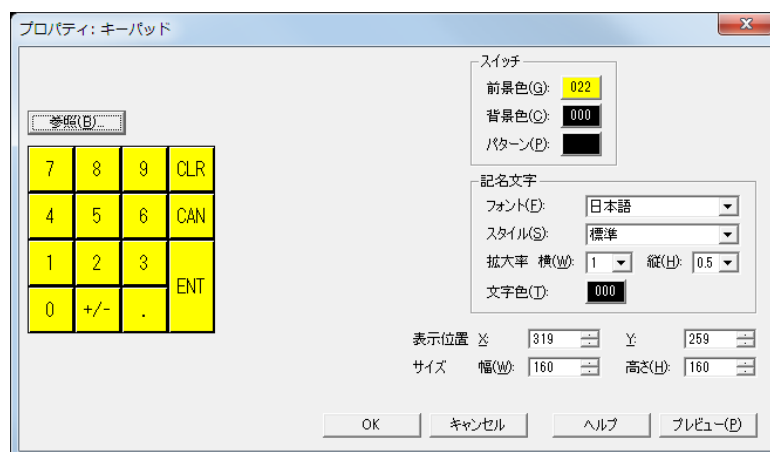 プロパティ: キーパッド
参照(B)...
7 8 9 CLR
4 5 6 CAN
1 2 3 ENT
0 +/- .
スイッチ
前景色(G): 022
背景色(C): 000
パターン(P):
記名文字
フォント(F): 日本語
スタイル(S): 標準
拡大率 横(W): 1 縦(H): 0.5
文字色(T): 000
表示位置 X: 319 Y: 259
サイズ 幅(W): 160 高さ(H): 160
OK キャンセル ヘルプ プレビュー(P)